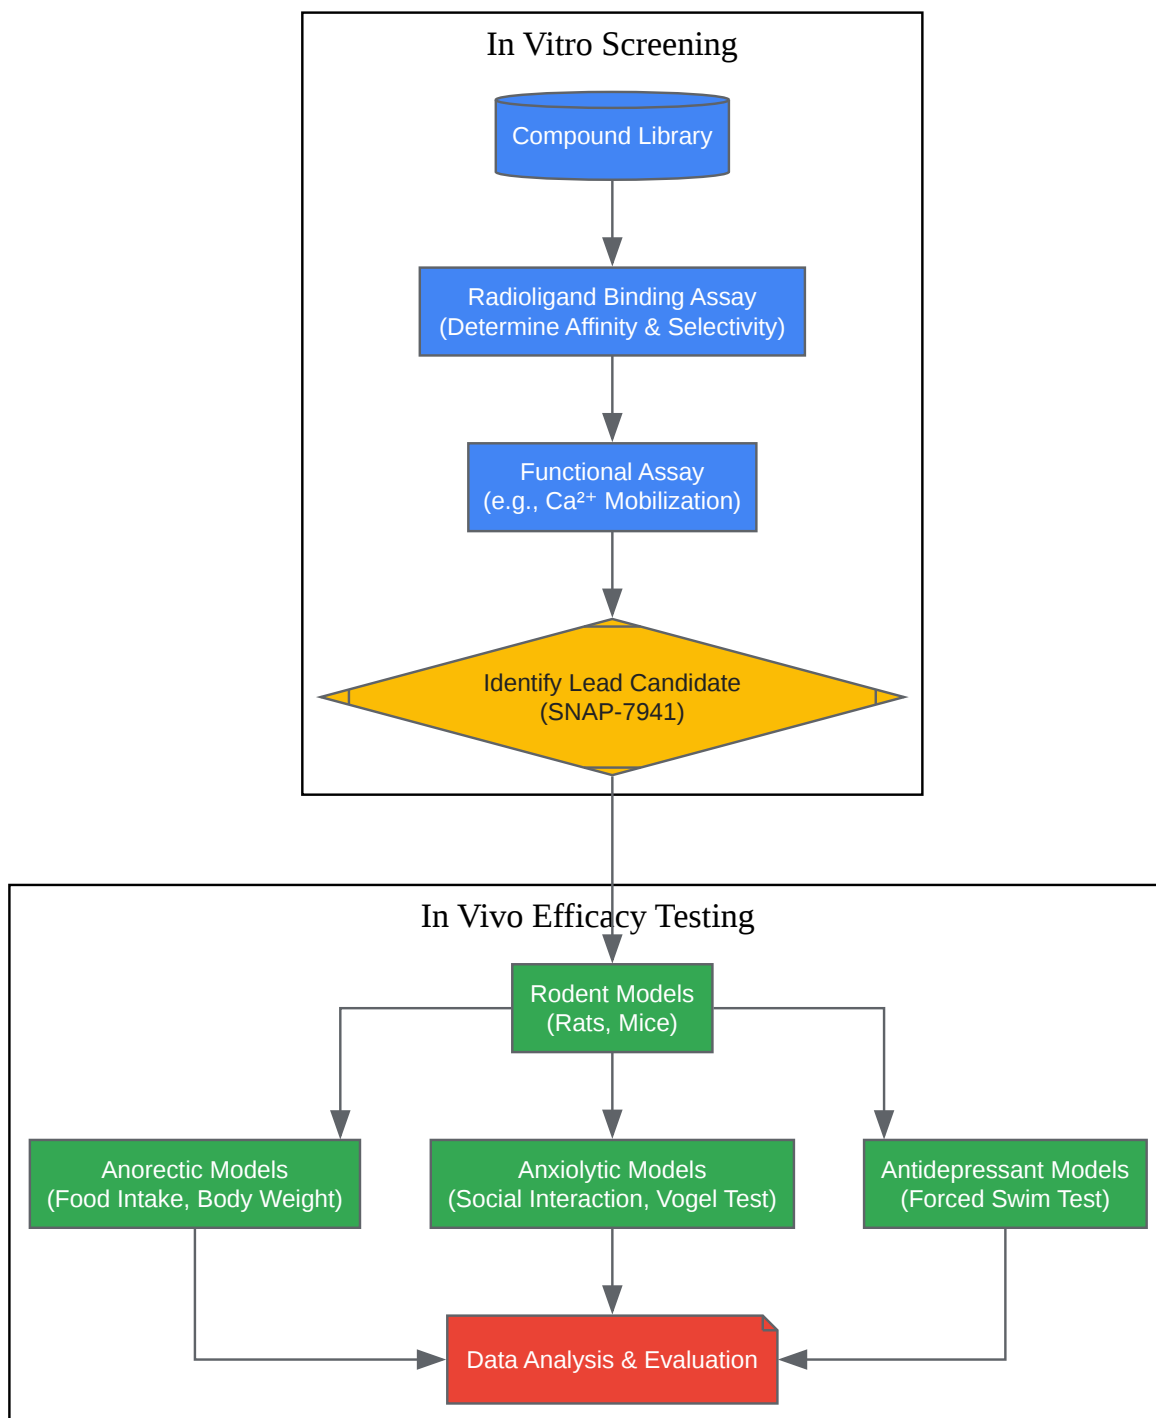 In Vitro Screening
Compound Library
Radioligand Binding Assay
(Determine Affinity & Selectivity)
Functional Assay
(e.g., Ca²⁺ Mobilization)
Identify Lead Candidate
(SNAP-7941)
In Vivo Efficacy Testing
Rodent Models
(Rats, Mice)
Anorectic Models
(Food Intake, Body Weight)
Anxiolytic Models
(Social Interaction, Vogel Test)
Antidepressant Models
(Forced Swim Test)
Data Analysis & Evaluation